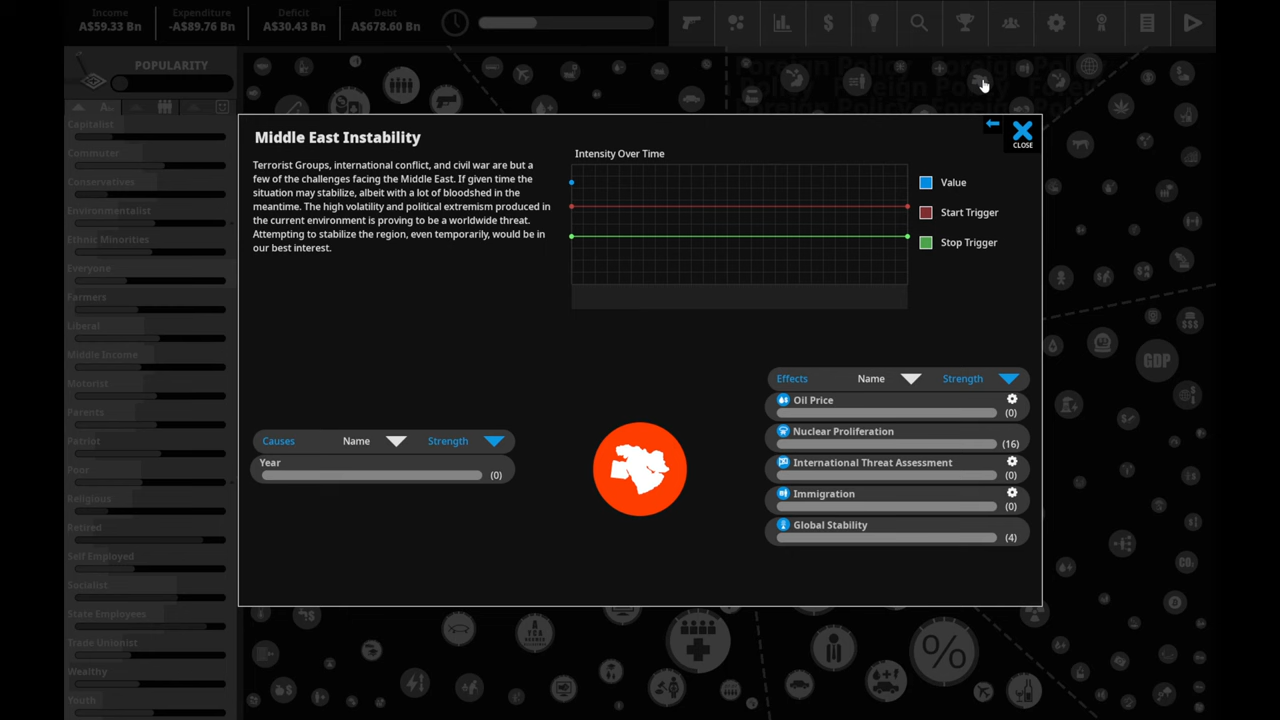 Income
Expenditure
Deficit
Debt
A$59.33 Bn
-A$89.76 Bn
A$30.43 Bn
A$678.60 Bn
POPULARITY
Capitalist
Commuter
Conservatives
Environmentalist
Ethnic Minorities
Everyone
Farmers
Liberal
Middle Income
Motorist
Parents
Patriot
Poor
Religious
Retired
Self Employed
Socialist
State Employees
Trade Unionist
Wealthy
Youth
Middle East Instability
Terrorist Groups, international conflict, and civil war are but a
few of the challenges facing the Middle East. If given time the
situation may stabilize, albeit with a lot of bloodshed in the
meantime. The high volatility and political extremism produced in
the current environment is proving to be a worldwide threat.
Attempting to stabilize the region, even temporarily, would be in
our best interest.
Intensity Over Time
Value
Start Trigger
Stop Trigger
CLOSE
Causes Name Strength
Year
(0)
Effects Name Strength
Oil Price
(0)
Nuclear Proliferation
(16)
International Threat Assessment
(0)
Immigration
(0)
Global Stability
(4)
GDP